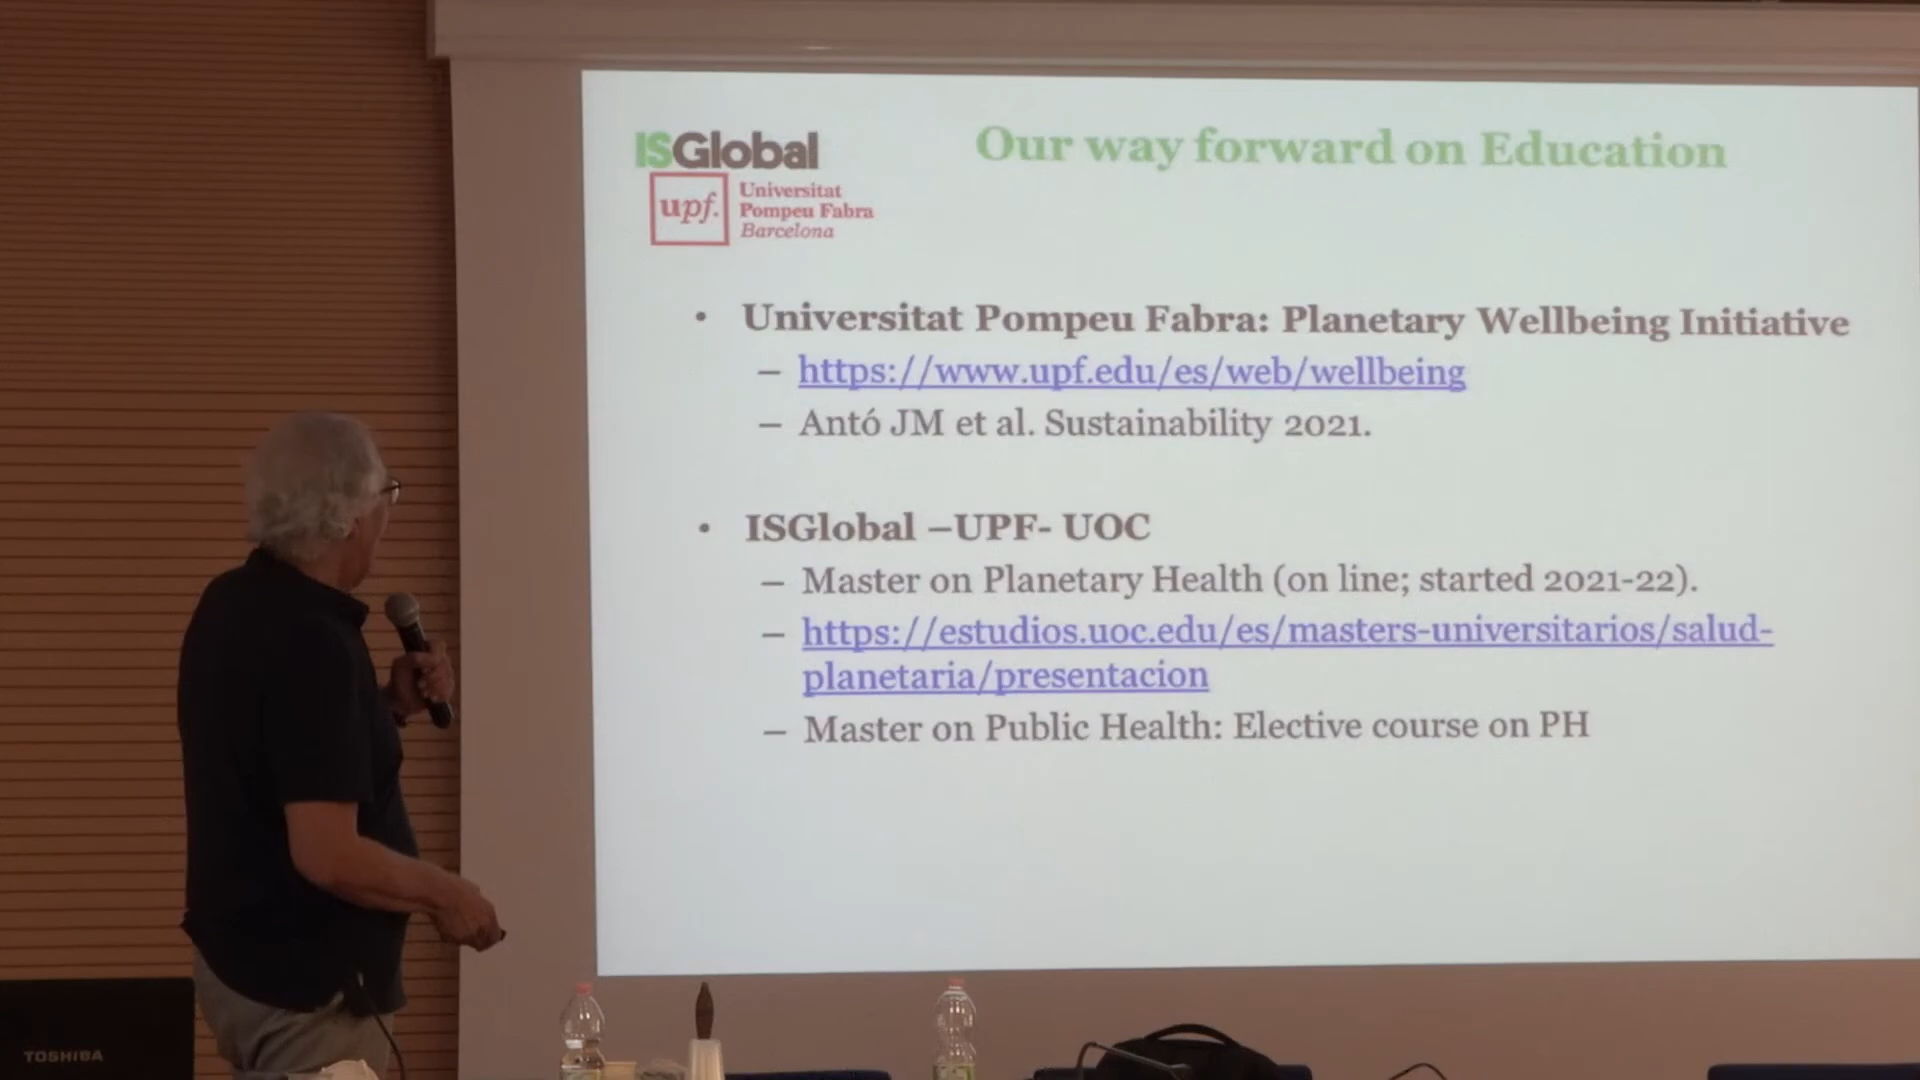 ISGlobal
upf.
Universitat
Pompeu Fabra
Barcelona
Our way forward on Education
• Universitat Pompeu Fabra: Planetary Wellbeing Initiative
– https://www.upf.edu/es/web/wellbeing
– Antó JM et al. Sustainability 2021.
• ISGlobal –UPF- UOC
– Master on Planetary Health (on line; started 2021-22).
– https://estudios.uoc.edu/es/masters-universitarios/salud-
planetaria/presentacion
– Master on Public Health: Elective course on PH
TOSHIBA